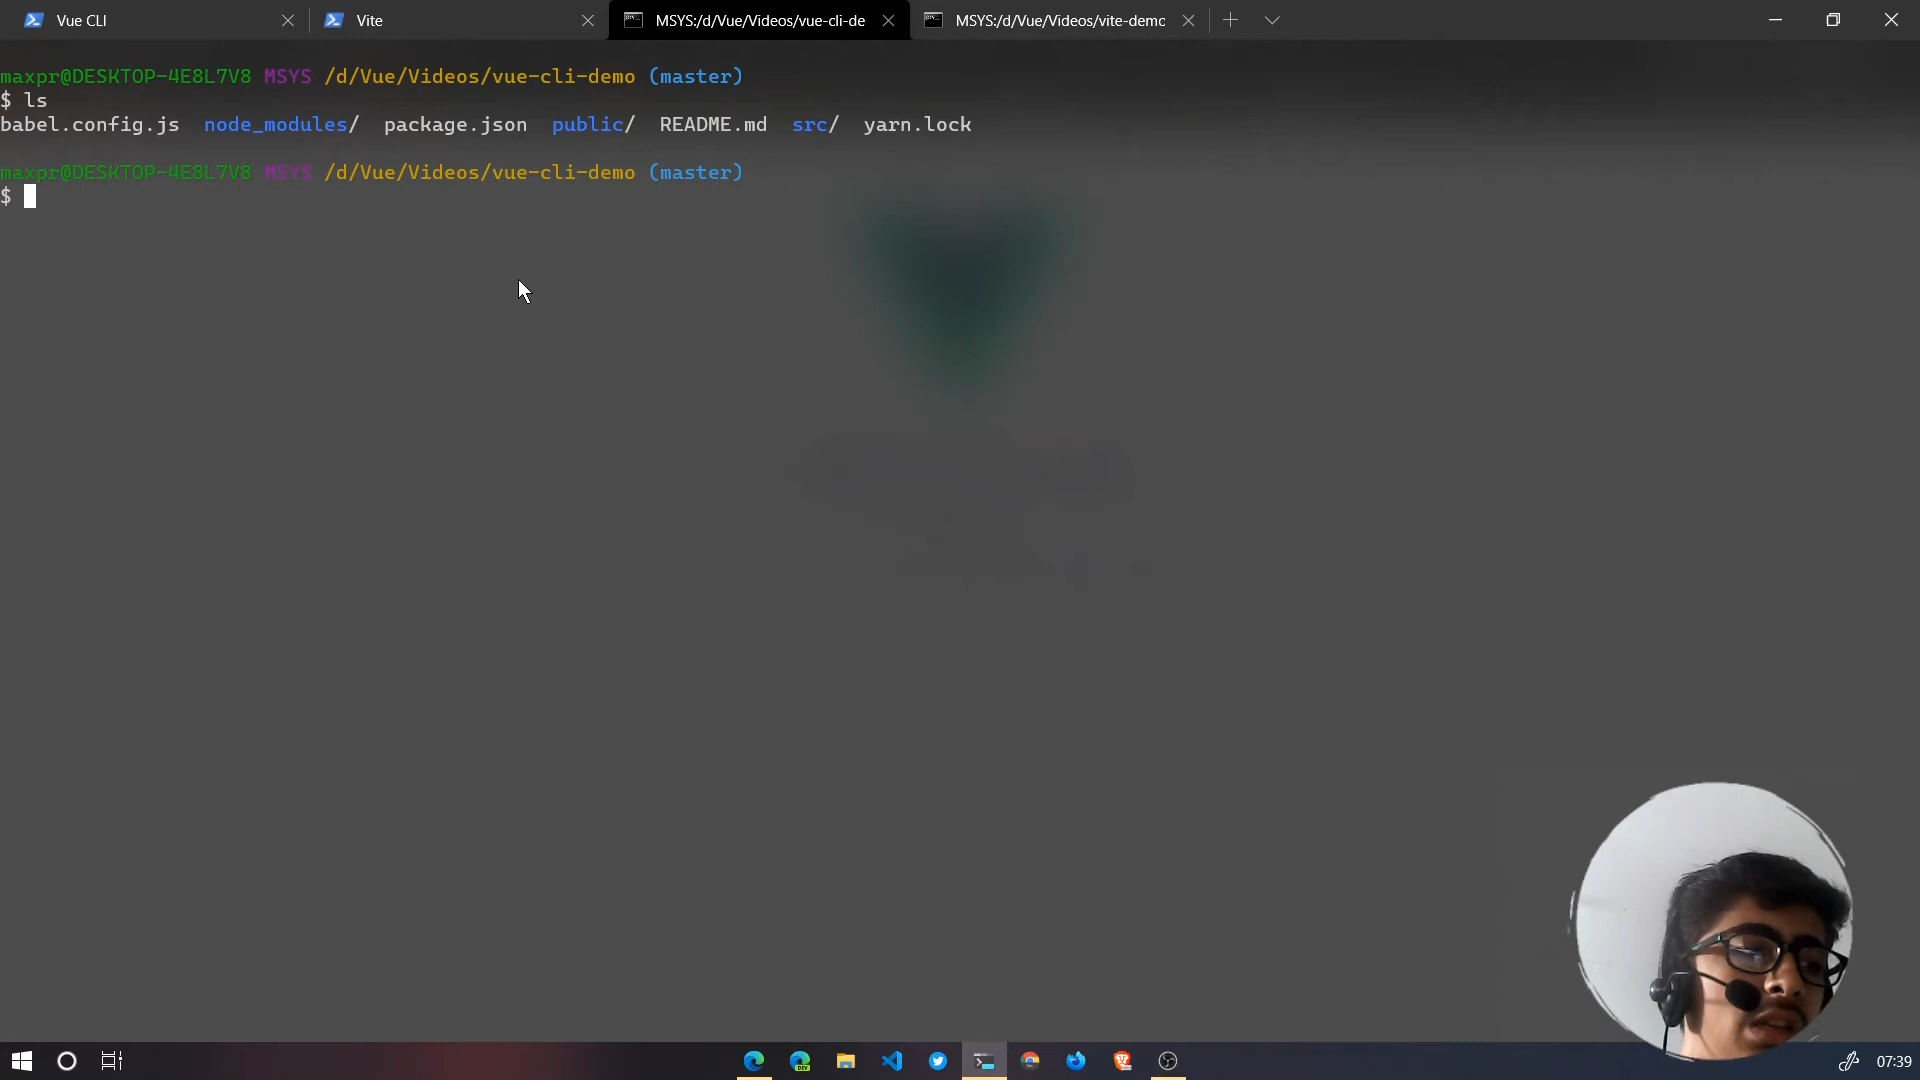 Vue CLI
Vite
MSYS:/d/Vue/Videos/vue-cli-de
MSYS:/d/Vue/Videos/vite-demo
maxpr@DESKTOP-4E8L7V8 MSYS /d/Vue/Videos/vue-cli-demo (master)
$ ls
babel.config.js node_modules/ package.json public/ README.md src/ yarn.lock
maxpr@DESKTOP-4E8L7V8 MSYS /d/Vue/Videos/vue-cli-demo (master)
$
DEV
07:39